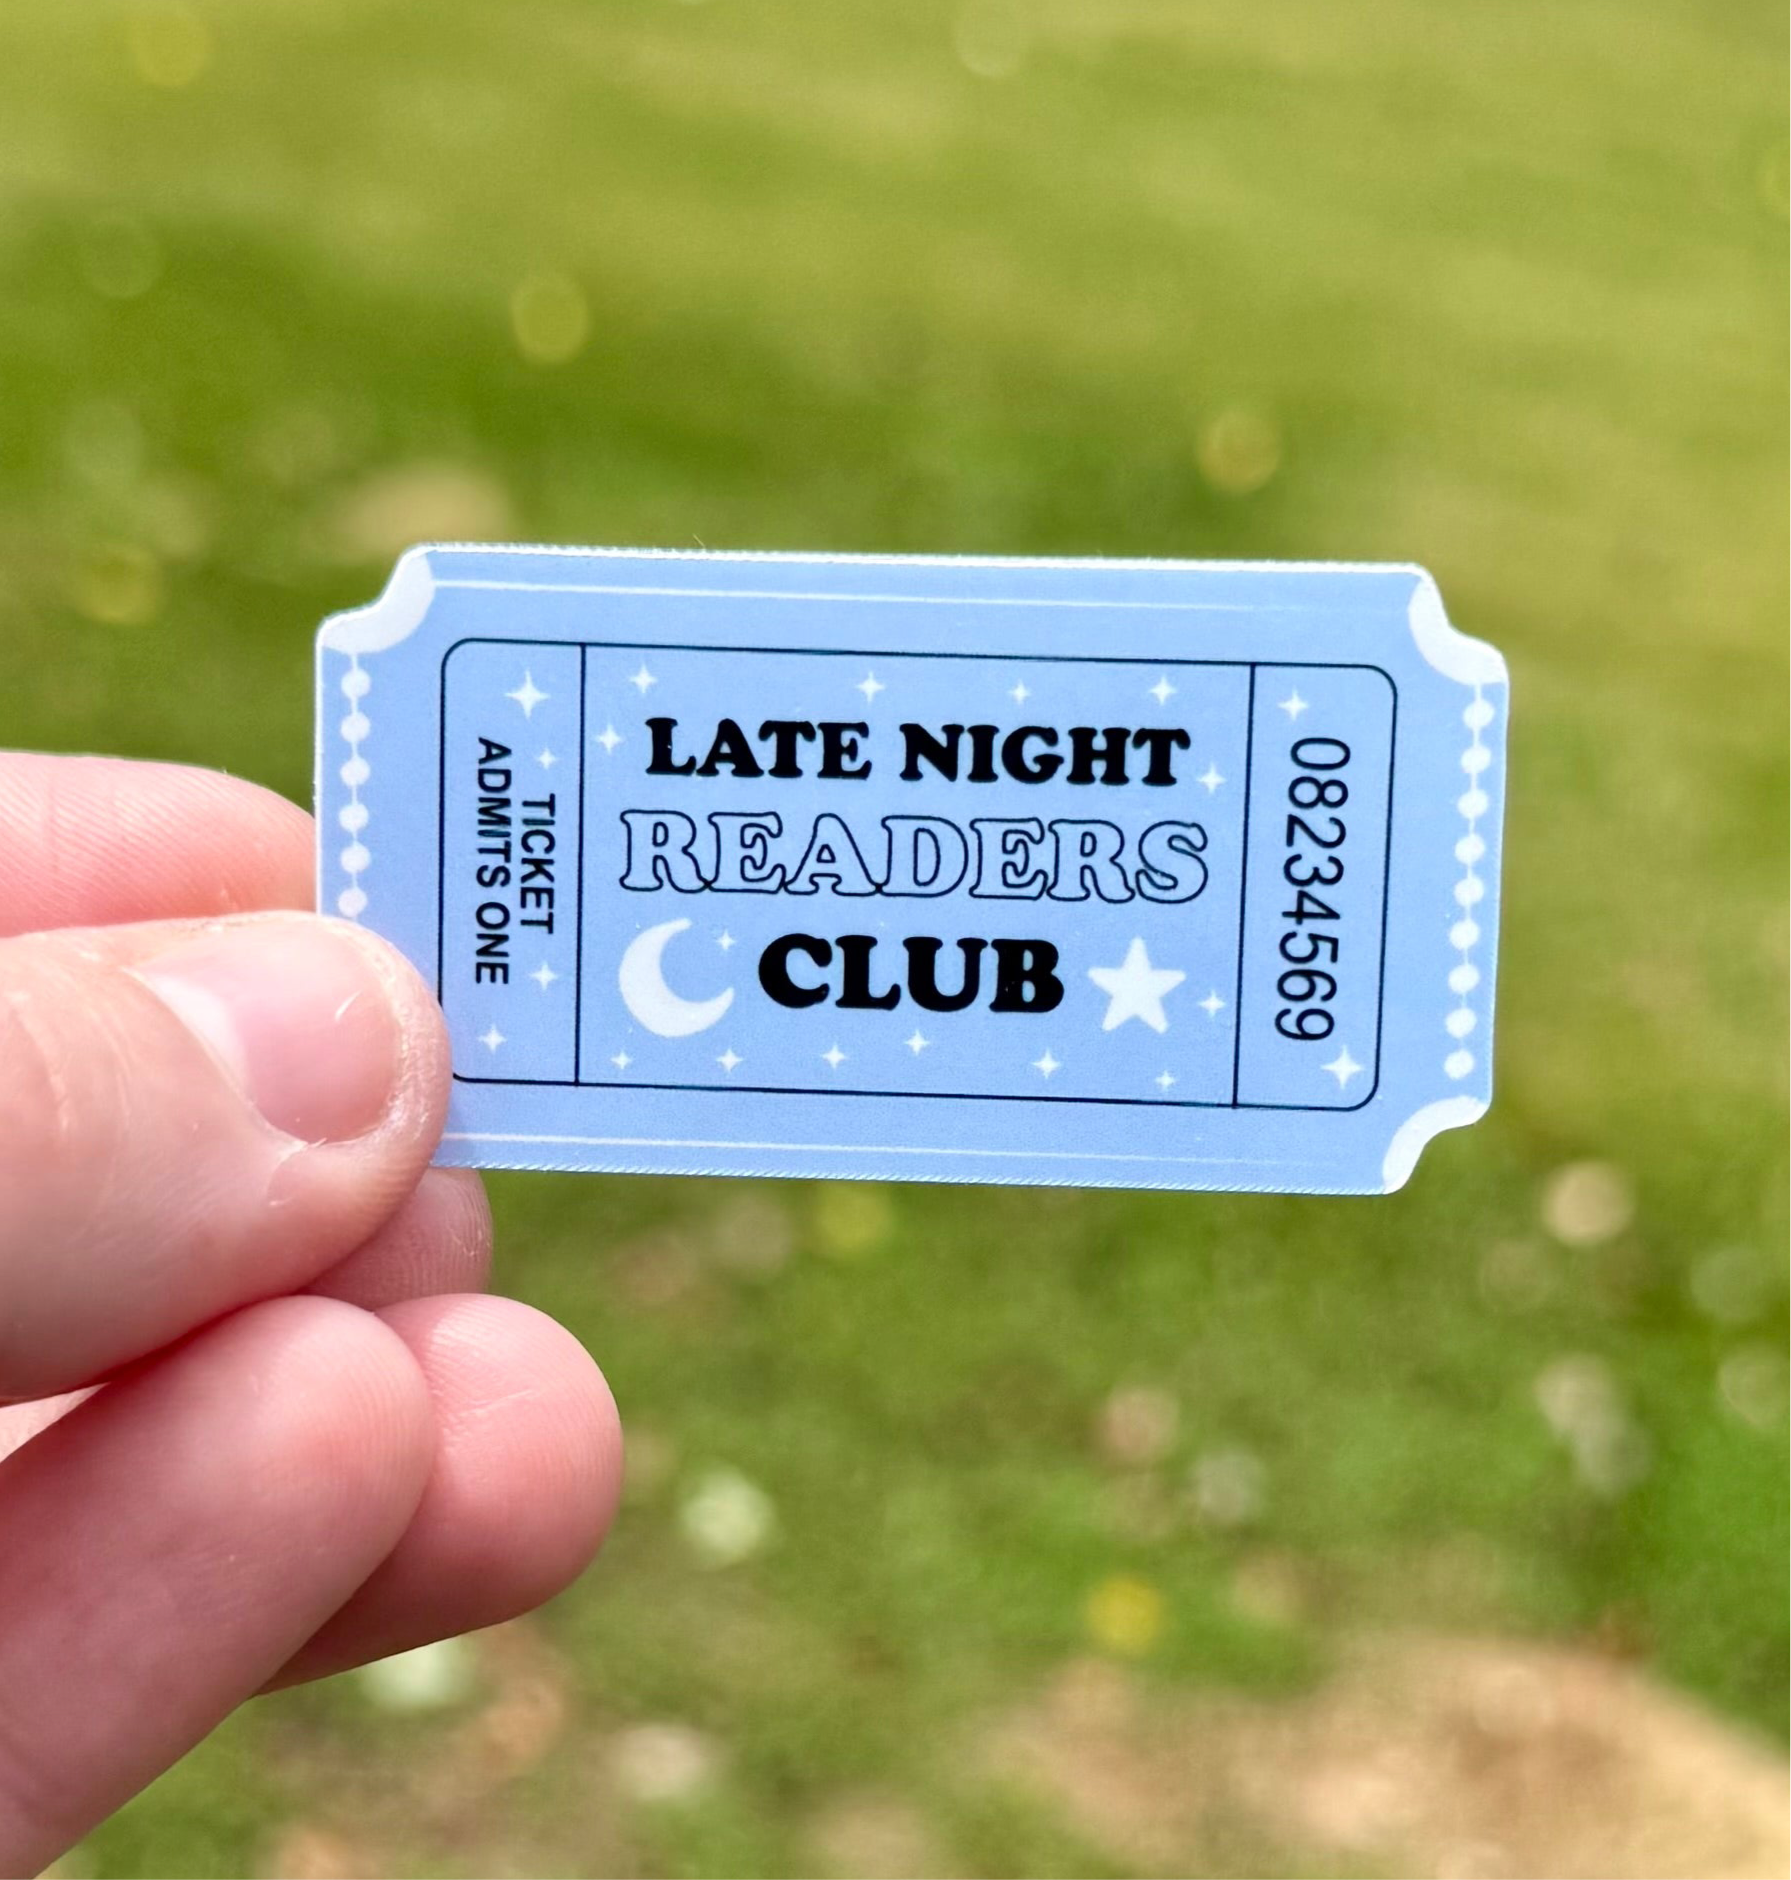 TICKET
ADMITS ONE
LATE NIGHT
READERS
CLUB
08234569